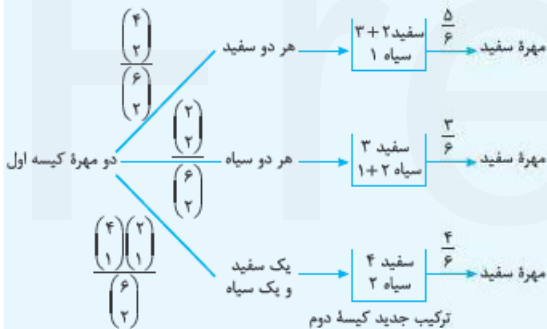 (۴ ۲) / (۶ ۲)
هر دو سفید
سفید۲+۳
سیاه ۱
۵/۶
مهرهٔ سفید
دو مهرهٔ کیسه اول
(۲ ۲) / (۶ ۲)
هر دو سیاه
سفید ۳
سیاه ۲+۱
۳/۶
مهرهٔ سفید
(۴ ۱)(۲ ۱) / (۶ ۲)
یک سفید
و یک سیاه
سفید ۴
سیاه ۲
۴/۶
مهرهٔ سفید
ترکیب جدید کیسهٔ دوم
Fre